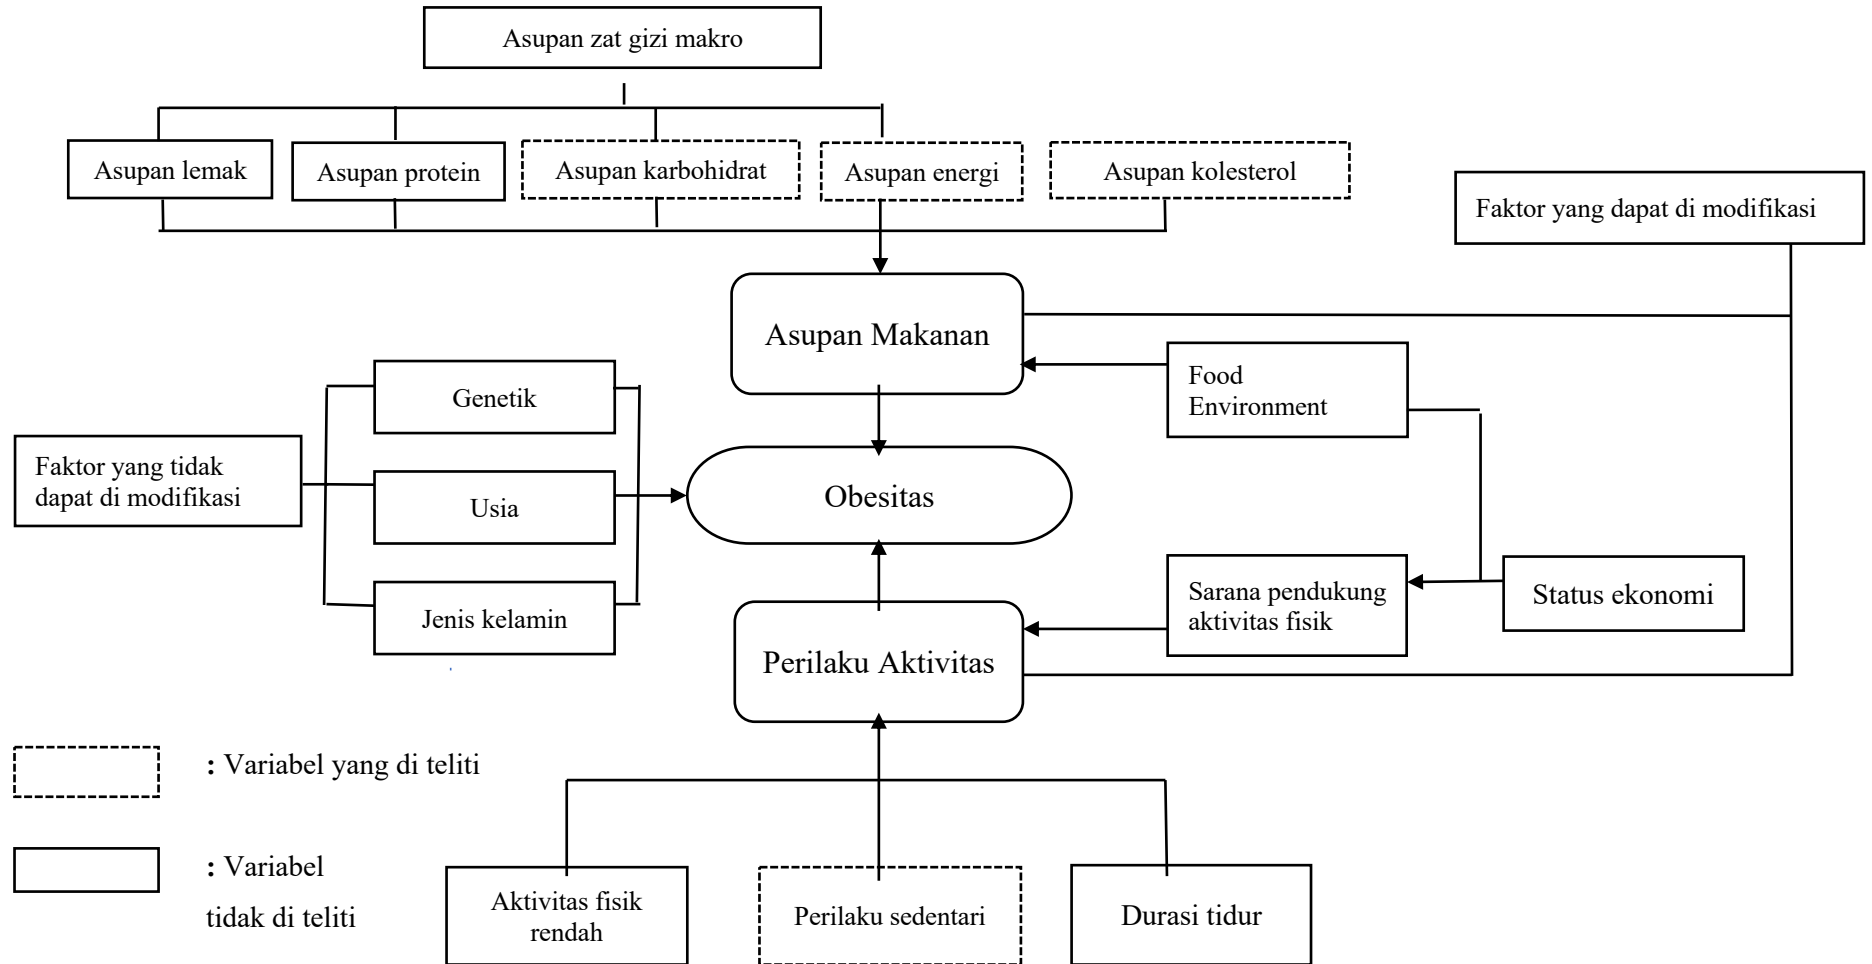 Asupan zat gizi makro
Asupan lemak
Asupan protein
Asupan karbohidrat
Asupan energi
Asupan kolesterol
Faktor yang dapat di modifikasi
Asupan Makanan
Food
Environment
Genetik
Faktor yang tidak
dapat di modifikasi
Usia
Obesitas
Jenis kelamin
Sarana pendukung
aktivitas fisik
Status ekonomi
Perilaku Aktivitas
: Variabel yang di teliti
: Variabel
tidak di teliti
Aktivitas fisik
rendah
Perilaku sedentari
Durasi tidur